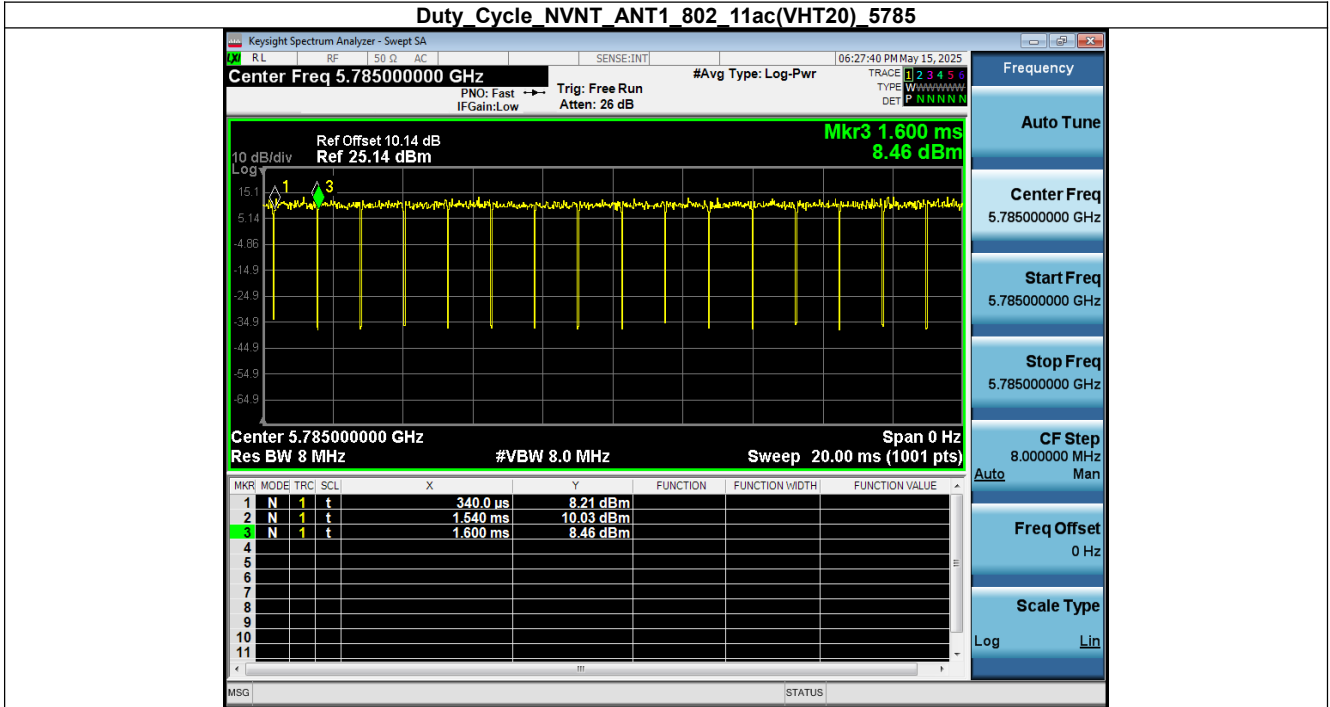 Duty_Cycle_NVNT_ANT1_802_11ac(VHT20)_5785
Keysight Spectrum Analyzer - Swept SA
LXI RL RF 50 Ω AC SENSE:INT 06:27:40 PM May 15, 2025
Center Freq 5.785000000 GHz #Avg Type: Log-Pwr TRACE 1 2 3 4 5 6
PNO: Fast Trig: Free Run TYPE WWWWWW
IFGain:Low Atten: 26 dB DET P N N N N N
Mkr3 1.600 ms
Ref Offset 10.14 dB
10 dB/div Ref 25.14 dBm 8.46 dBm
Log
1 3
15.1
5.14
-4.86
-14.9
-24.9
-34.9
-44.9
-54.9
-64.9
Center 5.785000000 GHz Span 0 Hz
Res BW 8 MHz #VBW 8.0 MHz Sweep 20.00 ms (1001 pts)
MKR MODE TRC SCL X Y FUNCTION FUNCTION WIDTH FUNCTION VALUE
1 N 1 t 340.0 µs 8.21 dBm
2 N 1 t 1.540 ms 10.03 dBm
3 N 1 t 1.600 ms 8.46 dBm
4
5
6
7
8
9
10
11
MSG STATUS
Frequency
Auto Tune
Center Freq
5.785000000 GHz
Start Freq
5.785000000 GHz
Stop Freq
5.785000000 GHz
CF Step
8.000000 MHz
Auto Man
Freq Offset
0 Hz
Scale Type
Log Lin